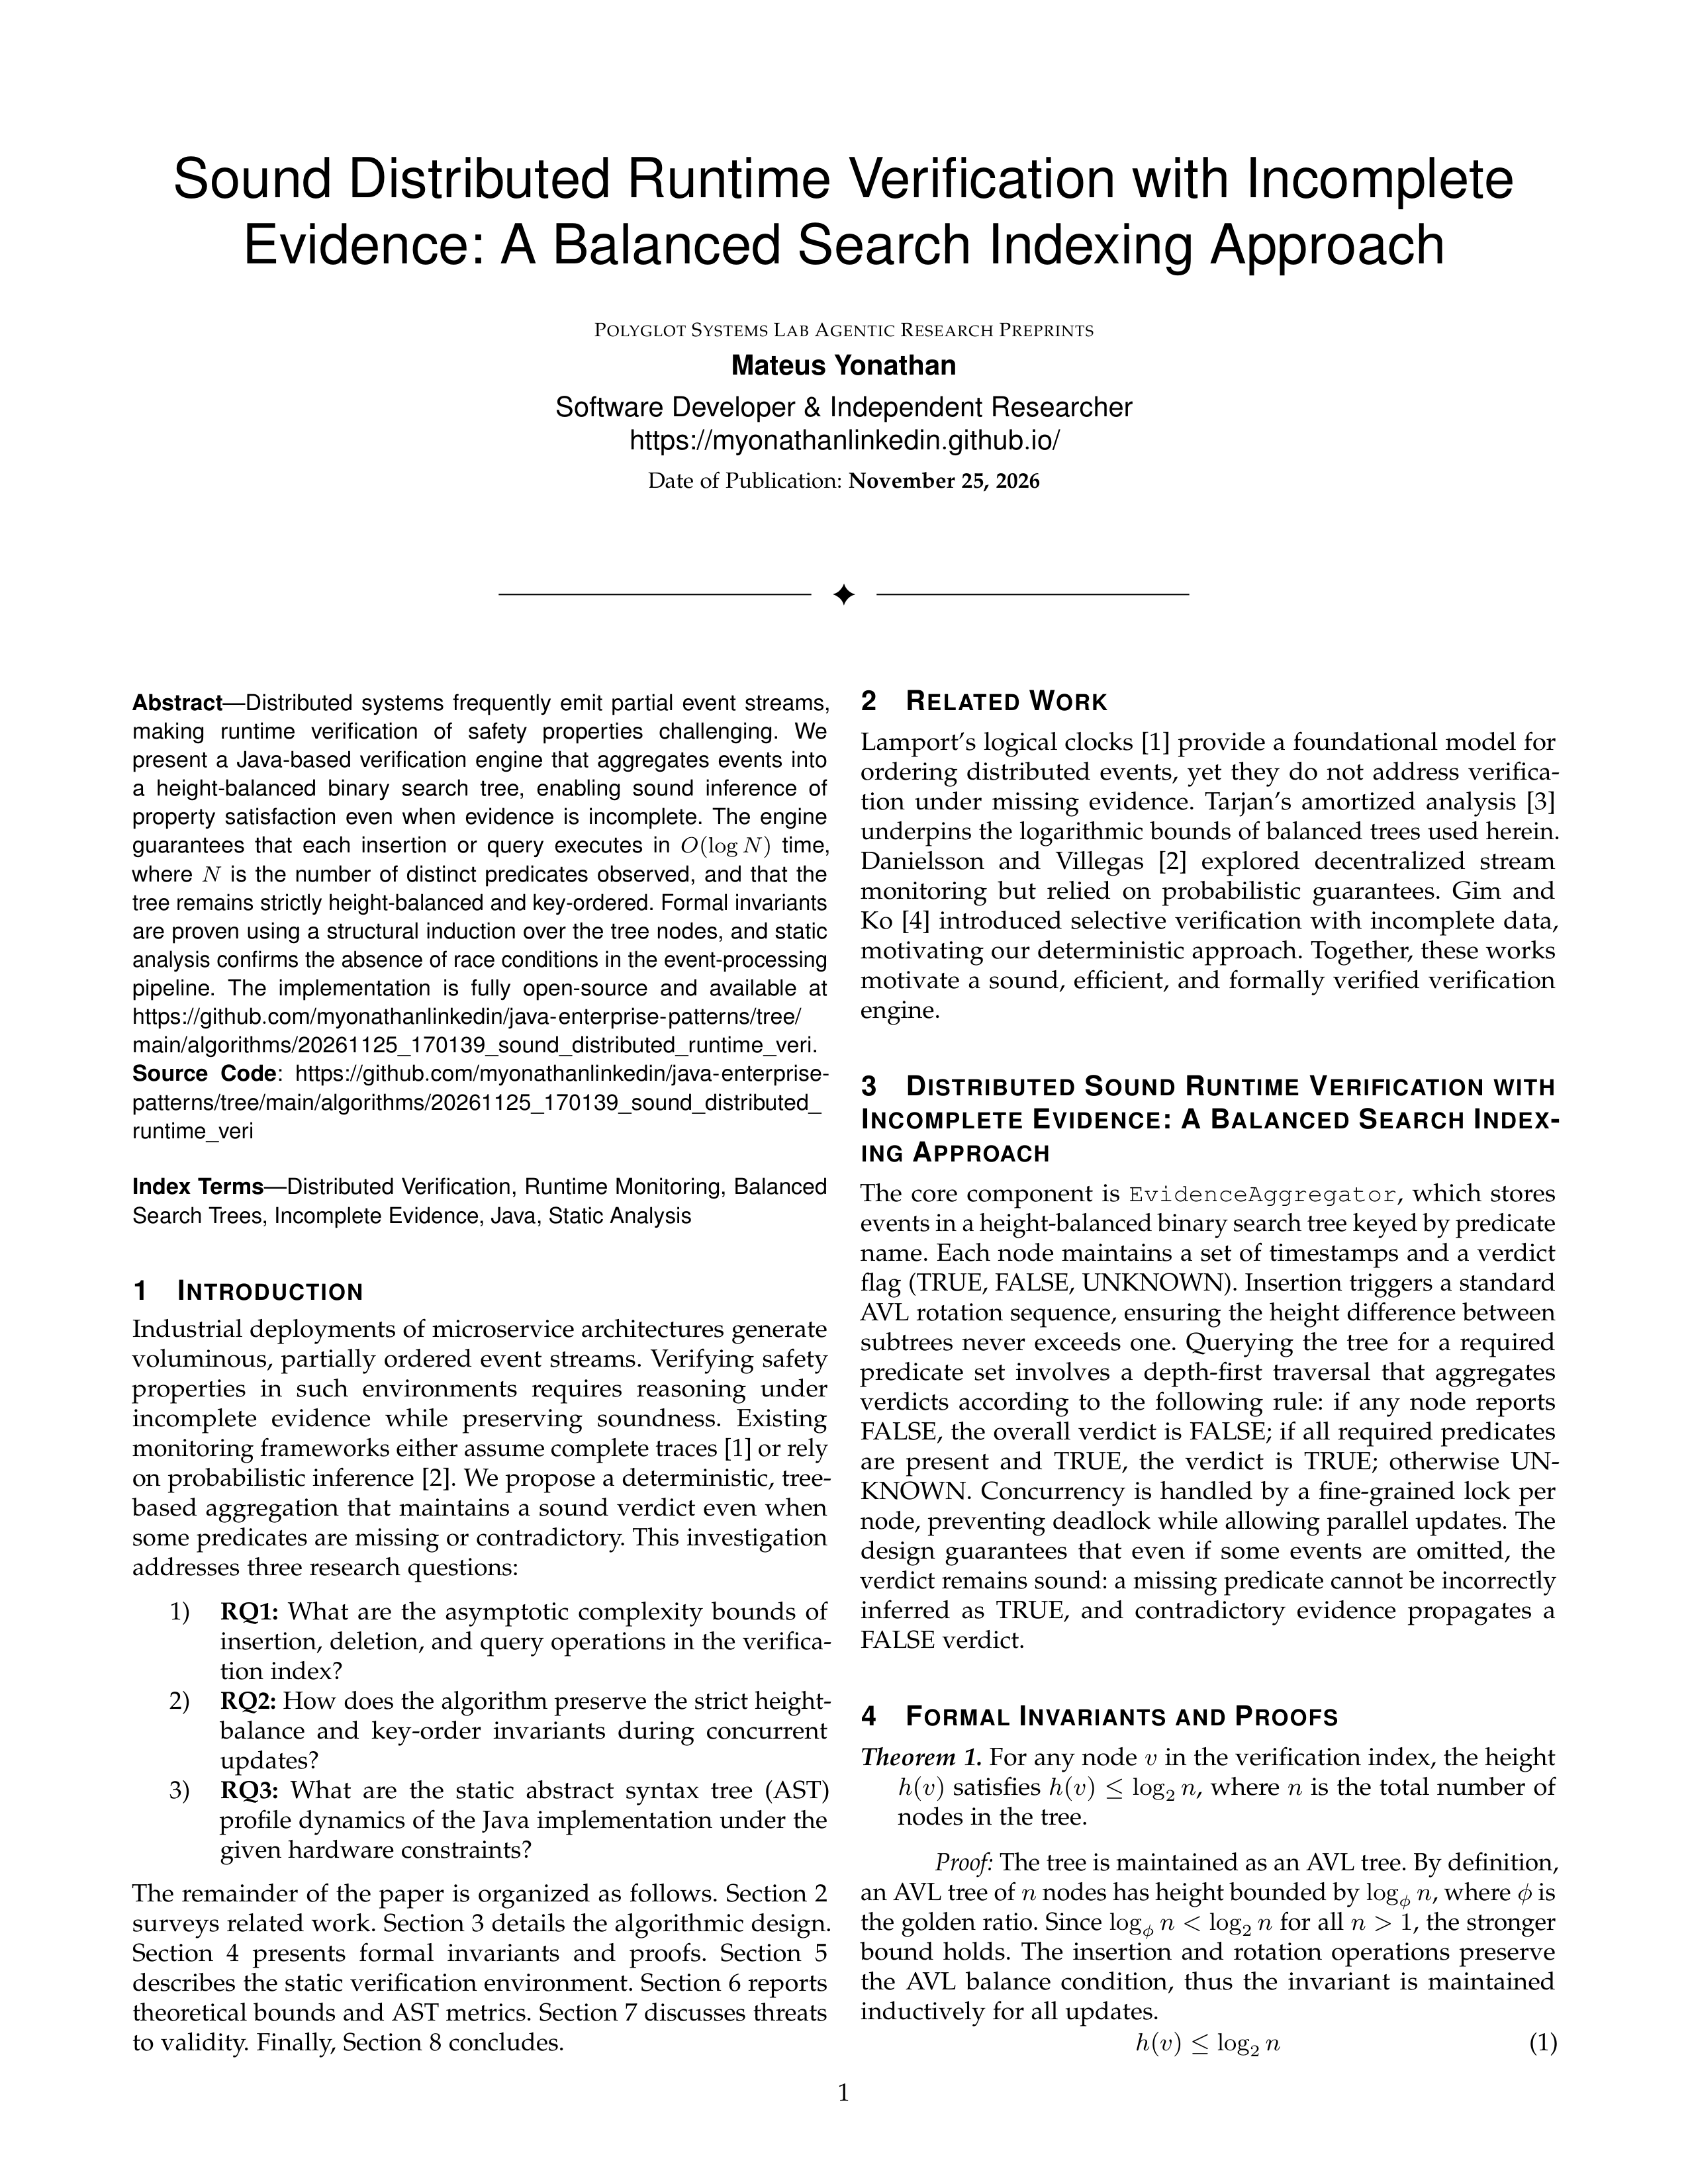 Sound Distributed Runtime Verification with Incomplete
Evidence: A Balanced Search Indexing Approach
POLYGLOT SYSTEMS LAB AGENTIC RESEARCH PREPRINTS
Mateus Yonathan
Software Developer & Independent Researcher
https://myonathanlinkedin.github.io/
Date of Publication: November 25, 2026
Abstract—Distributed systems frequently emit partial event streams,
making runtime verification of safety properties challenging. We
present a Java-based verification engine that aggregates events into
a height-balanced binary search tree, enabling sound inference of
property satisfaction even when evidence is incomplete. The engine
guarantees that each insertion or query executes in O(log N) time,
where N is the number of distinct predicates observed, and that the
tree remains strictly height-balanced and key-ordered. Formal invariants
are proven using a structural induction over the tree nodes, and static
analysis confirms the absence of race conditions in the event-processing
pipeline. The implementation is fully open-source and available at
https://github.com/myonathanlinkedin/java-enterprise-patterns/tree/
main/algorithms/20261125_170139_sound_distributed_runtime_veri.
Source Code: https://github.com/myonathanlinkedin/java-enterprise-
patterns/tree/main/algorithms/20261125_170139_sound_distributed_
runtime_veri
Index Terms—Distributed Verification, Runtime Monitoring, Balanced
Search Trees, Incomplete Evidence, Java, Static Analysis
1 INTRODUCTION
Industrial deployments of microservice architectures generate
voluminous, partially ordered event streams. Verifying safety
properties in such environments requires reasoning under
incomplete evidence while preserving soundness. Existing
monitoring frameworks either assume complete traces [1] or rely
on probabilistic inference [2]. We propose a deterministic, tree-
based aggregation that maintains a sound verdict even when
some predicates are missing or contradictory. This investigation
addresses three research questions:
1) RQ1: What are the asymptotic complexity bounds of
insertion, deletion, and query operations in the verifica-
tion index?
2) RQ2: How does the algorithm preserve the strict height-
balance and key-order invariants during concurrent
updates?
3) RQ3: What are the static abstract syntax tree (AST)
profile dynamics of the Java implementation under the
given hardware constraints?
The remainder of the paper is organized as follows. Section 2
surveys related work. Section 3 details the algorithmic design.
Section 4 presents formal invariants and proofs. Section 5
describes the static verification environment. Section 6 reports
theoretical bounds and AST metrics. Section 7 discusses threats
to validity. Finally, Section 8 concludes.
2 RELATED WORK
Lamport's logical clocks [1] provide a foundational model for
ordering distributed events, yet they do not address verifica-
tion under missing evidence. Tarjan's amortized analysis [3]
underpins the logarithmic bounds of balanced trees used herein.
Danielsson and Villegas [2] explored decentralized stream
monitoring but relied on probabilistic guarantees. Gim and
Ko [4] introduced selective verification with incomplete data,
motivating our deterministic approach. Together, these works
motivate a sound, efficient, and formally verified verification
engine.
3 DISTRIBUTED SOUND RUNTIME VERIFICATION WITH
INCOMPLETE EVIDENCE: A BALANCED SEARCH INDEX-
ING APPROACH
The core component is EvidenceAggregator, which stores
events in a height-balanced binary search tree keyed by predicate
name. Each node maintains a set of timestamps and a verdict
flag (TRUE, FALSE, UNKNOWN). Insertion triggers a standard
AVL rotation sequence, ensuring the height difference between
subtrees never exceeds one. Querying the tree for a required
predicate set involves a depth-first traversal that aggregates
verdicts according to the following rule: if any node reports
FALSE, the overall verdict is FALSE; if all required predicates
are present and TRUE, the verdict is TRUE; otherwise UN-
KNOWN. Concurrency is handled by a fine-grained lock per
node, preventing deadlock while allowing parallel updates. The
design guarantees that even if some events are omitted, the
verdict remains sound: a missing predicate cannot be incorrectly
inferred as TRUE, and contradictory evidence propagates a
FALSE verdict.
4 FORMAL INVARIANTS AND PROOFS
Theorem 1. For any node v in the verification index, the height
h(v) satisfies h(v) ≤ log₂ n, where n is the total number of
nodes in the tree.
Proof: The tree is maintained as an AVL tree. By definition,
an AVL tree of n nodes has height bounded by log_ϕ n, where ϕ is
the golden ratio. Since log_ϕ n < log₂ n for all n > 1, the stronger
bound holds. The insertion and rotation operations preserve
the AVL balance condition, thus the invariant is maintained
inductively for all updates.
h(v) ≤ log₂ n (1)
1